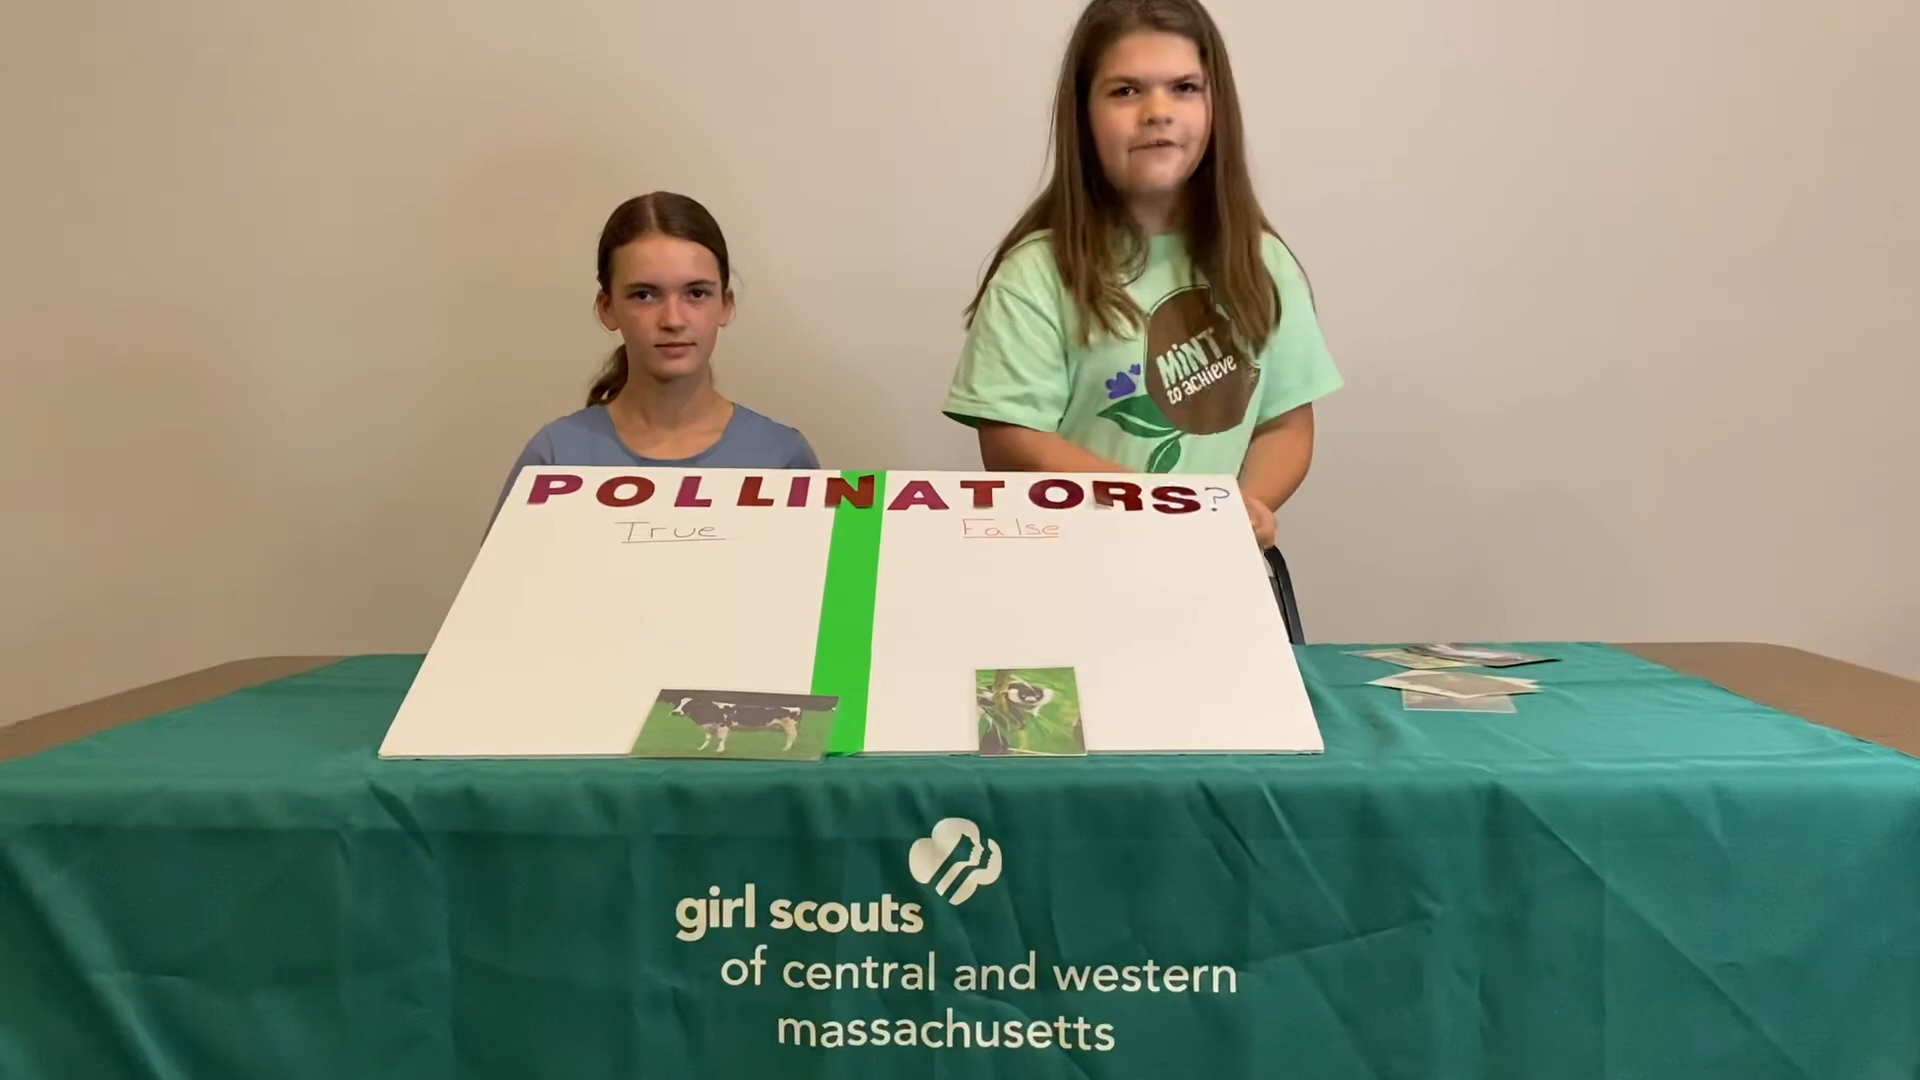 MiNT
to acHieve
POLLINATORS?
True
False
girl scouts
of central and western
massachusetts